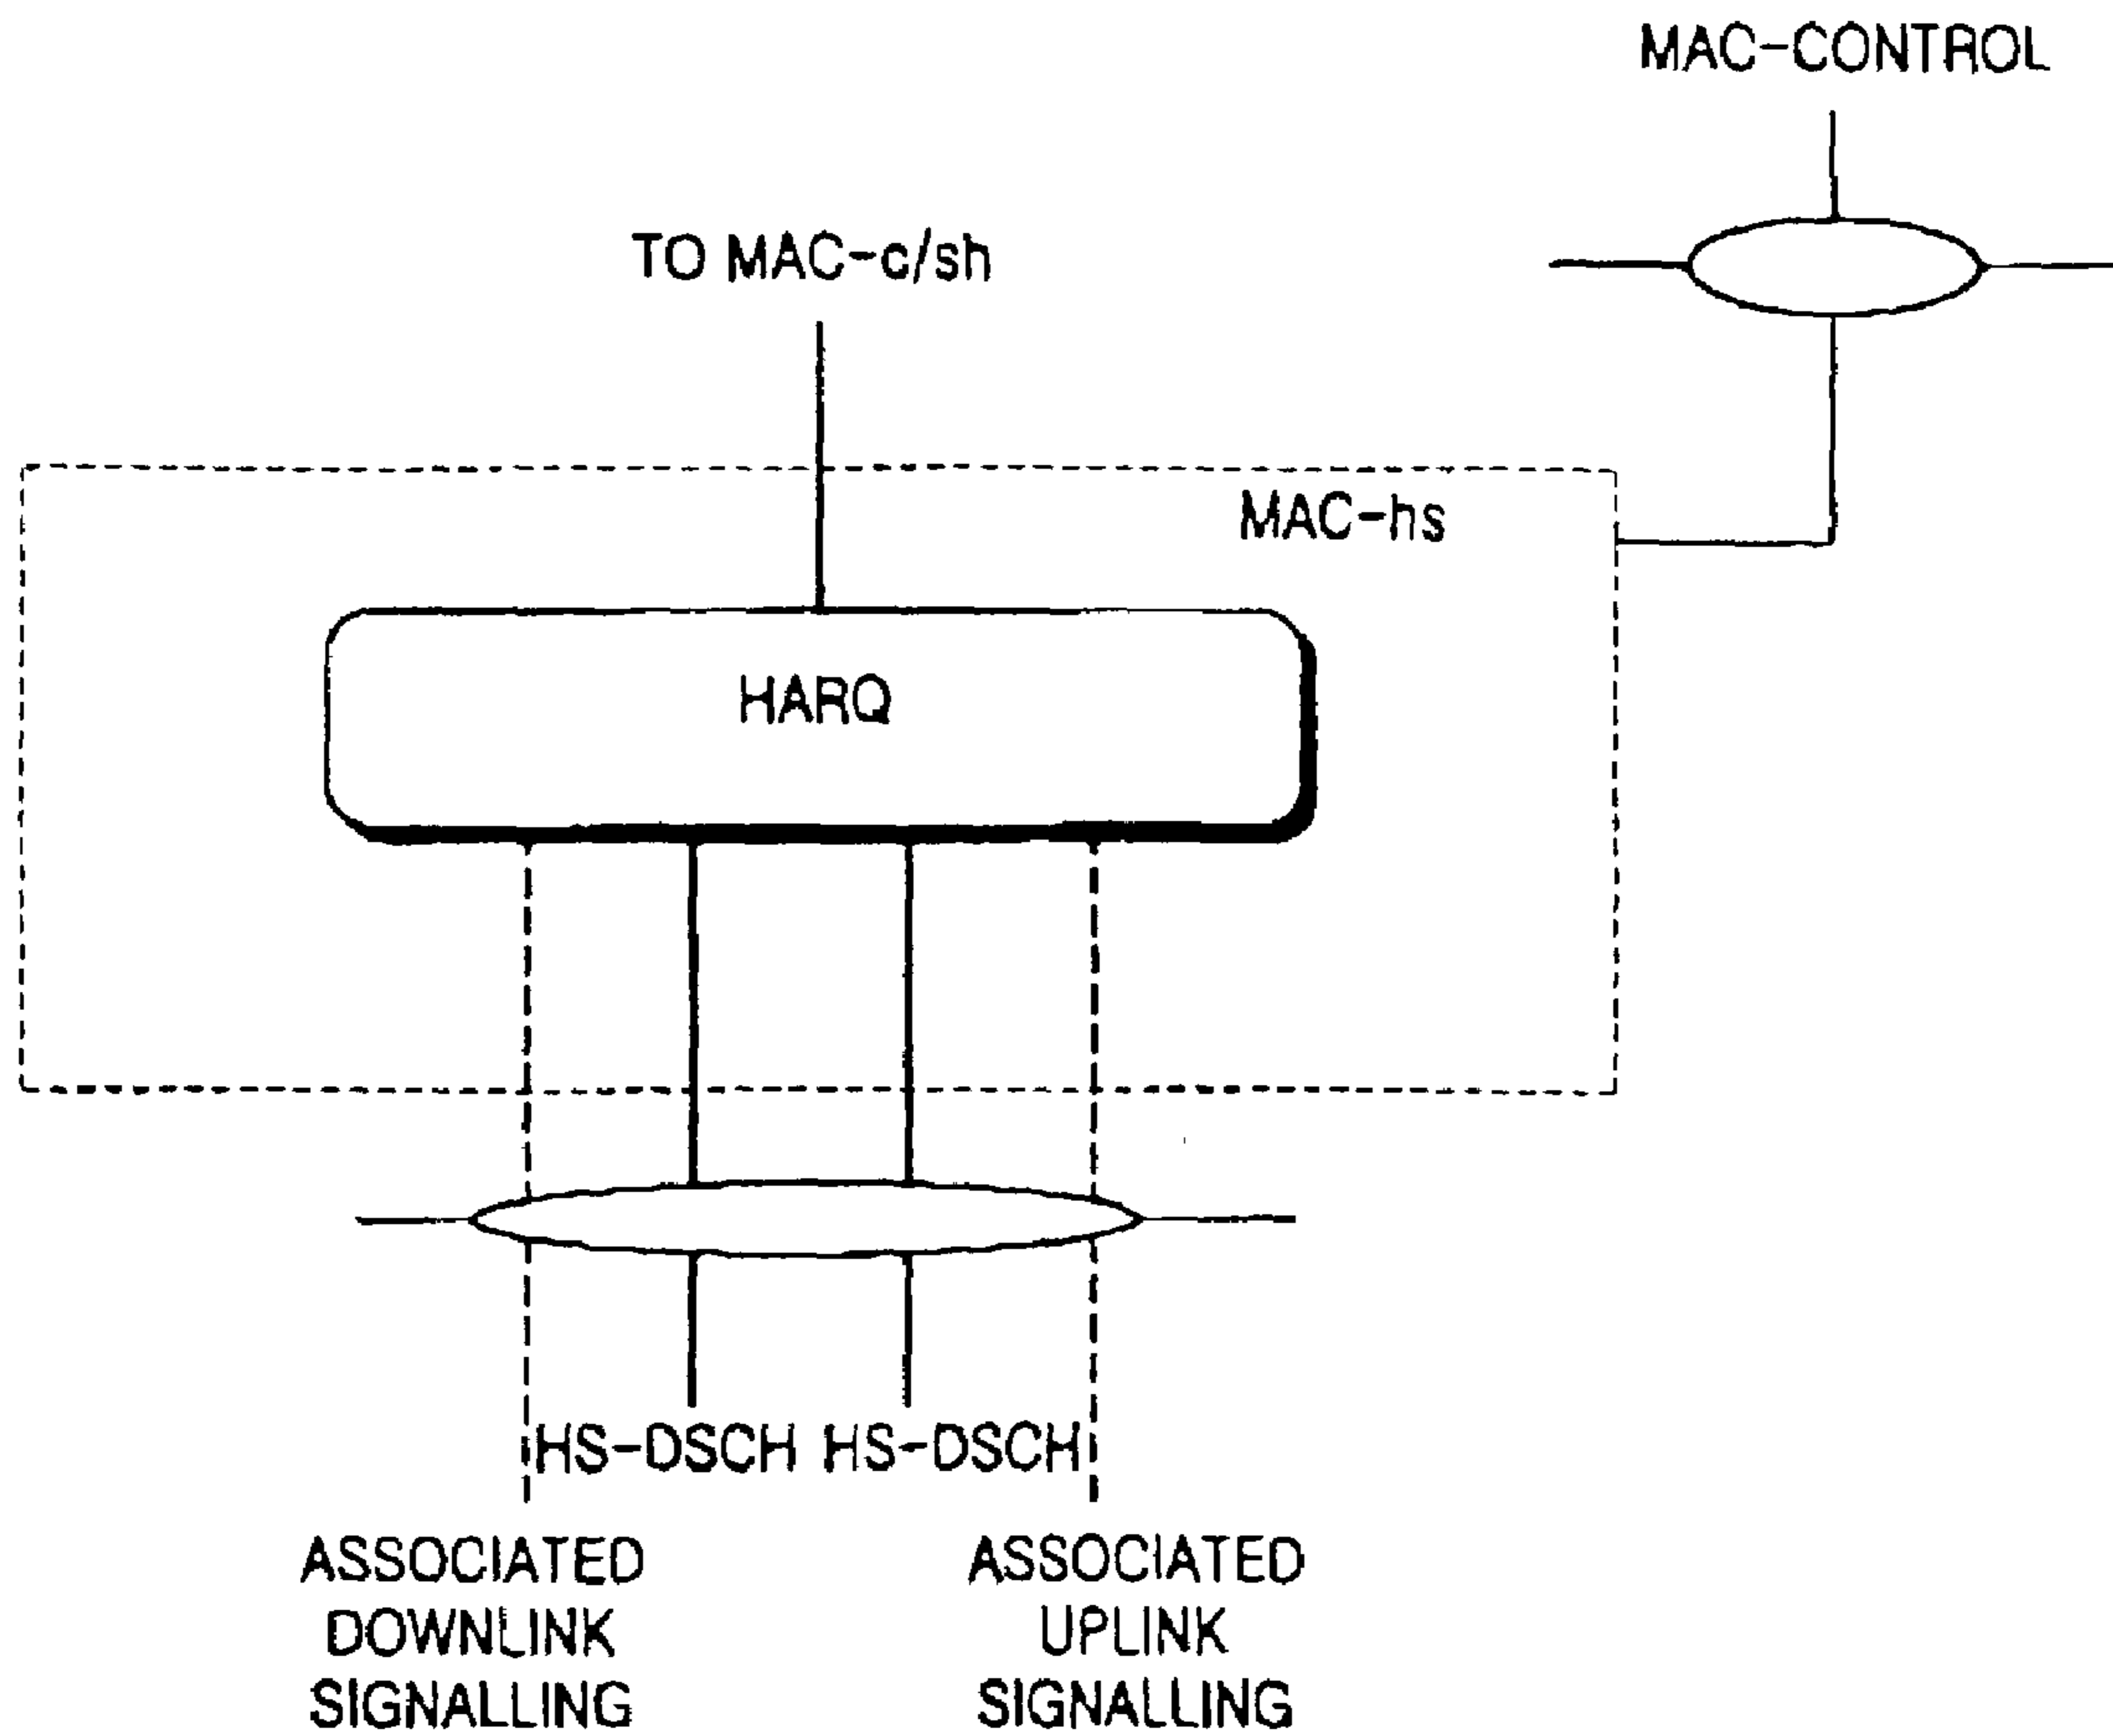 MAC-CONTROL
TO MAC-c/sh
MAC-hs
HARQ
HS-DSCH HS-DSCH
ASSOCIATED
DOWNLINK
SIGNALLING
ASSOCIATED
UPLINK
SIGNALLING